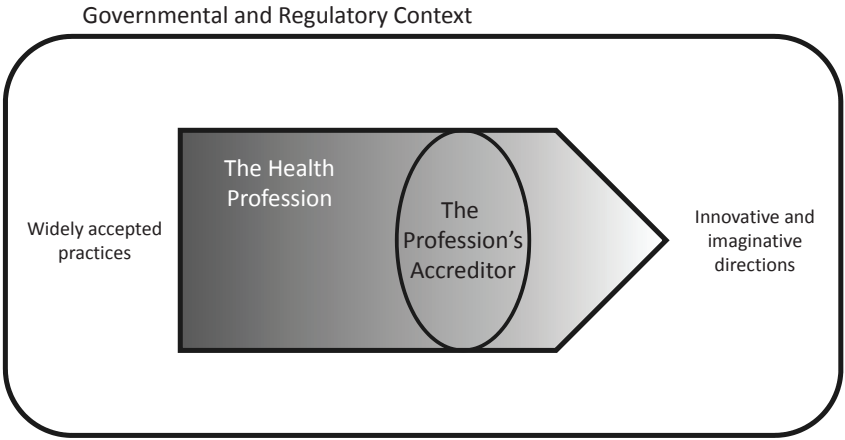 Governmental and Regulatory Context
The Health
Profession
Widely accepted
practices
The
Profession's
Accreditor
Innovative and
imaginative
directions